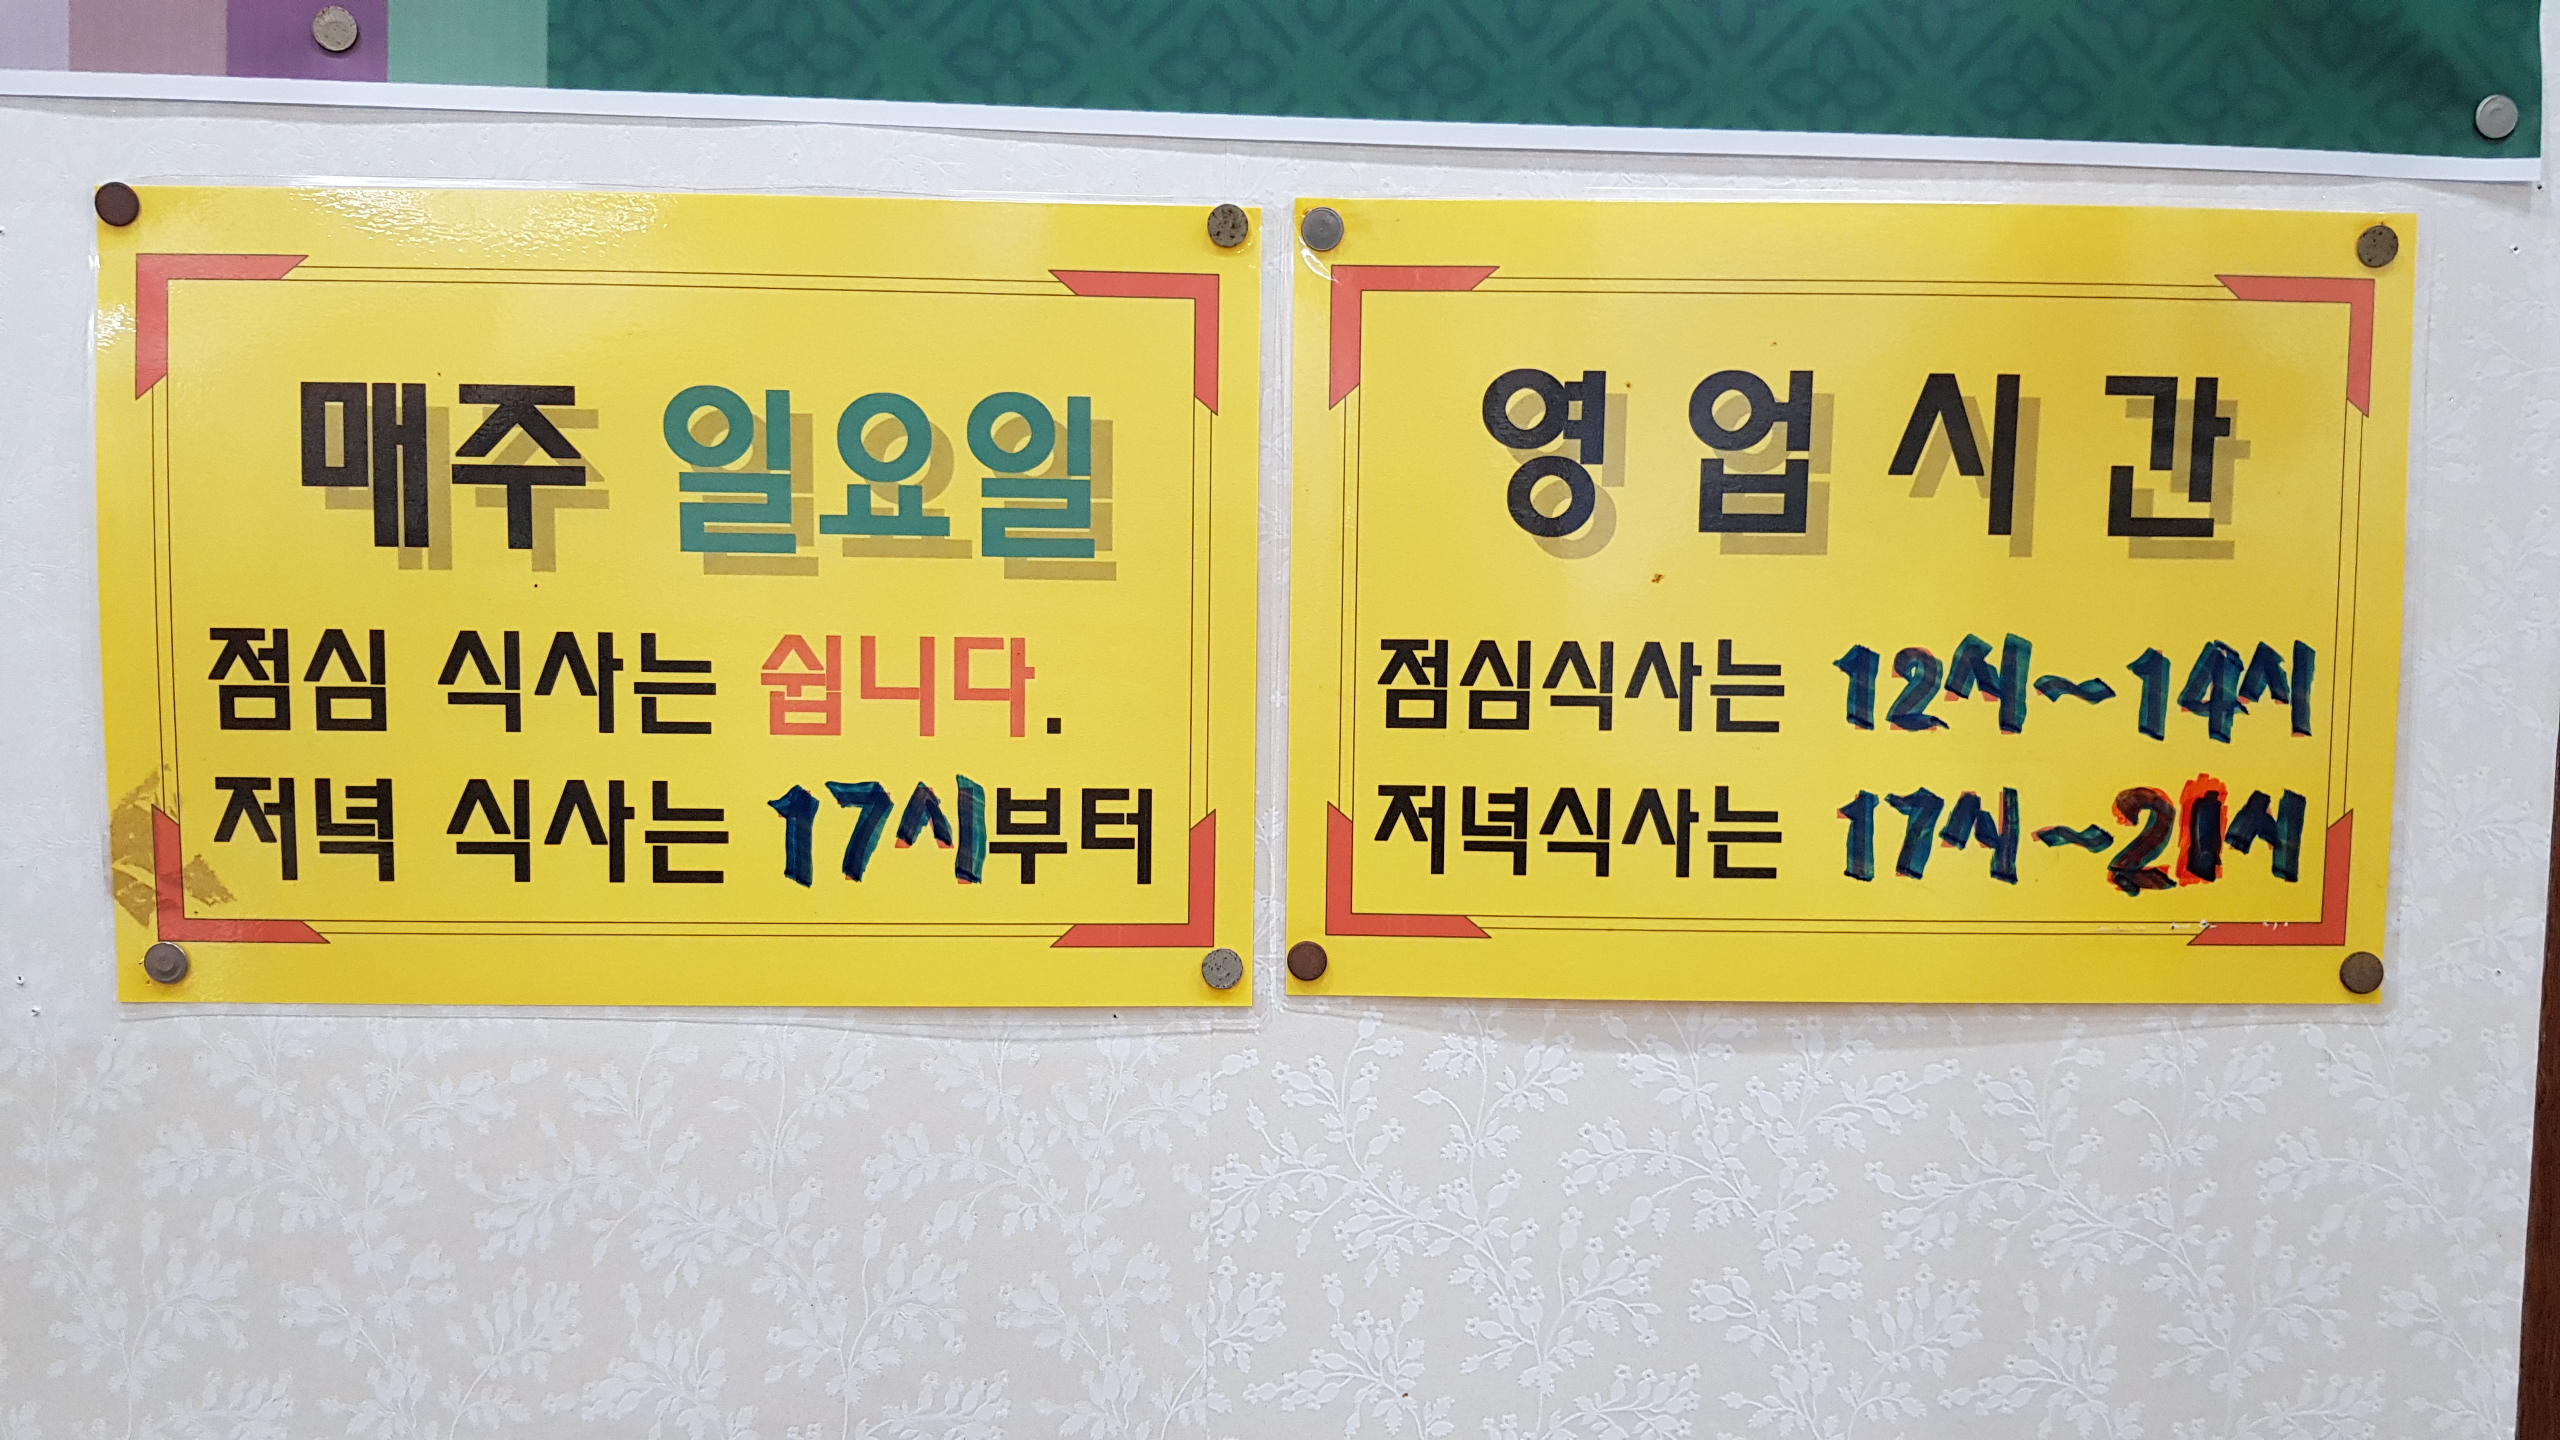 매주 일요일
점심 식사는 쉽니다.
저녁 식사는 17시부터
영업시간
점심식사는 12시~14시
저녁식사는 17시~21시